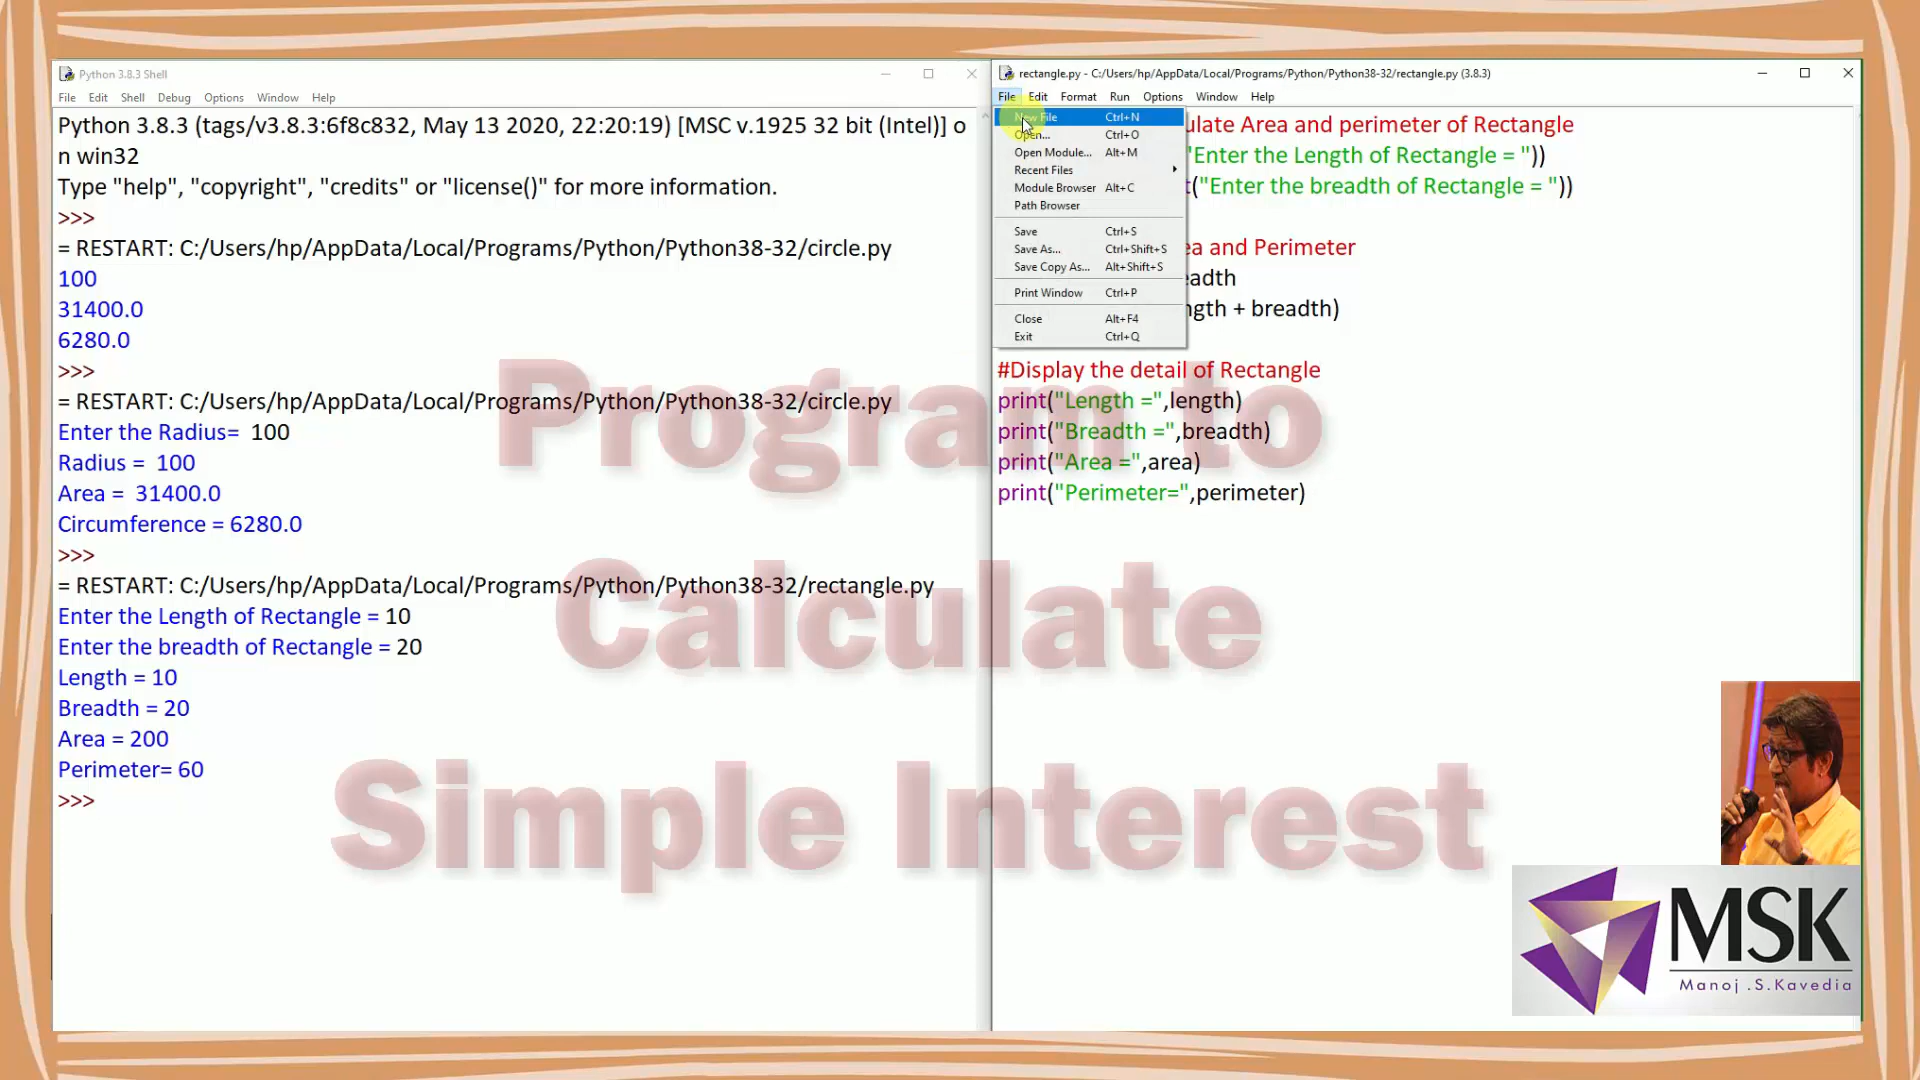 Python 3.8.3 Shell
File Edit Shell Debug Options Window Help
Python 3.8.3 (tags/v3.8.3:6f8c832, May 13 2020, 22:20:19) [MSC v.1925 32 bit (Intel)] o
n win32
Type "help", "copyright", "credits" or "license()" for more information.
>>>
= RESTART: C:/Users/hp/AppData/Local/Programs/Python/Python38-32/circle.py
100
31400.0
6280.0
>>>
= RESTART: C:/Users/hp/AppData/Local/Programs/Python/Python38-32/circle.py
Enter the Radius=  100
Radius =  100
Area =  31400.0
Circumference = 6280.0
>>>
= RESTART: C:/Users/hp/AppData/Local/Programs/Python/Python38-32/rectangle.py
Enter the Length of Rectangle = 10
Enter the breadth of Rectangle = 20
Length = 10
Breadth = 20
Area = 200
Perimeter= 60
>>>
rectangle.py - C:/Users/hp/AppData/Local/Programs/Python/Python38-32/rectangle.py (3.8.3)
File Edit Format Run Options Window Help
New File Ctrl+N
Open... Ctrl+O
Open Module... Alt+M
Recent Files
Module Browser Alt+C
Path Browser
Save Ctrl+S
Save As... Ctrl+Shift+S
Save Copy As... Alt+Shift+S
Print Window Ctrl+P
Close Alt+F4
Exit Ctrl+Q
ulate Area and perimeter of Rectangle
"Enter the Length of Rectangle = "))
t("Enter the breadth of Rectangle = "))
ea and Perimeter
eadth
ngth + breadth)
#Display the detail of Rectangle
print("Length =",length)
print("Breadth =",breadth)
print("Area =",area)
print("Perimeter=",perimeter)
Program to
Calculate
Simple Interest
MSK
Manoj .S.Kavedia